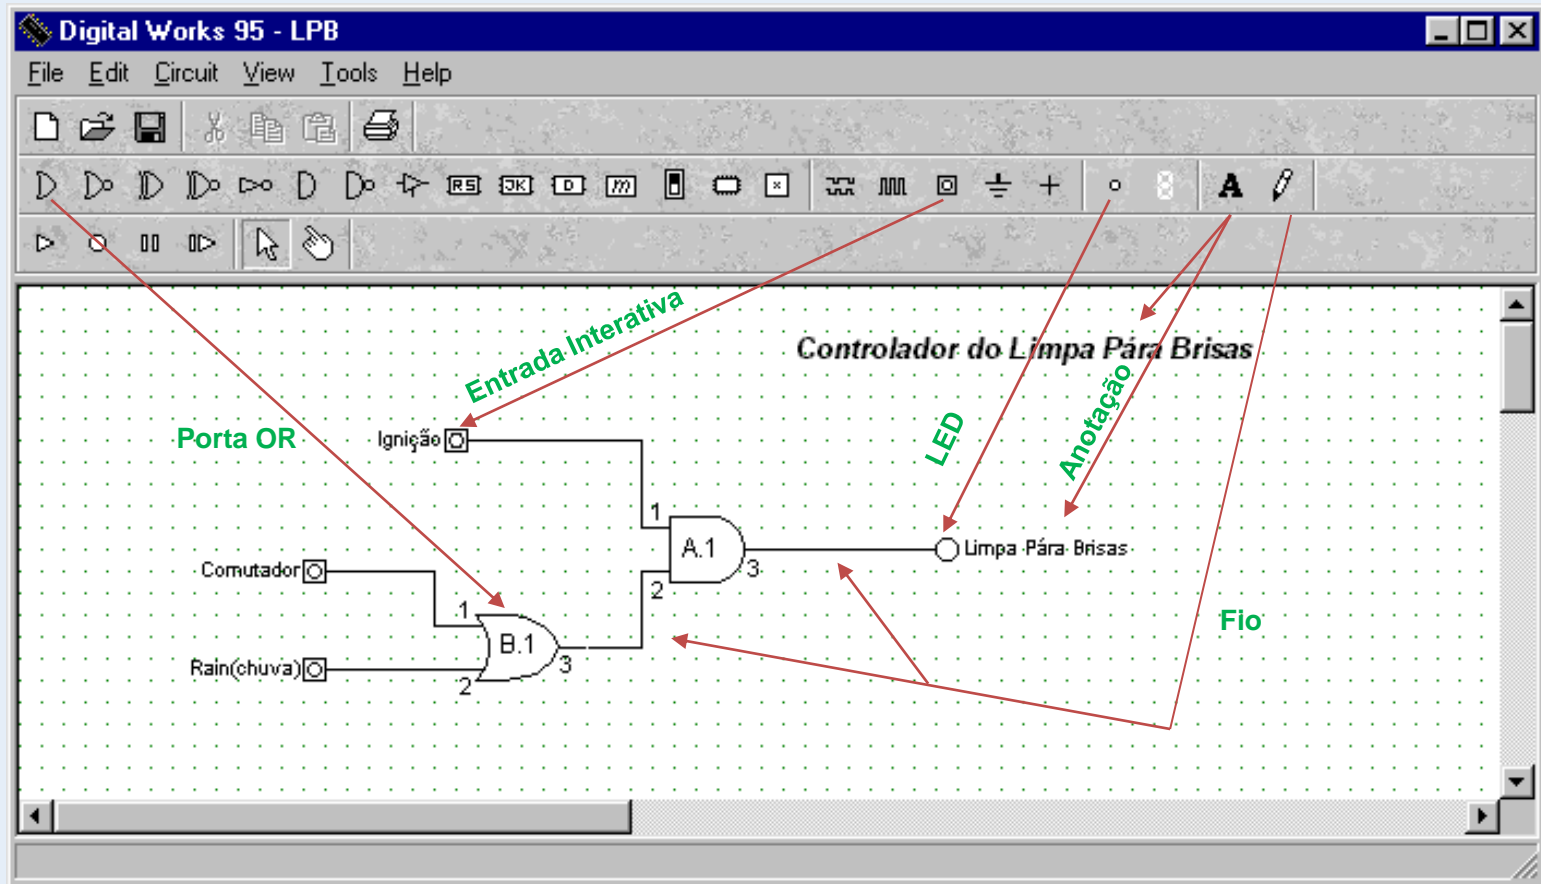 Digital Works 95 - LPB
File Edit Circuit View Tools Help
RS JK D m
A
Entrada Interativa
Controlador do Limpa Pára Brisas
Porta OR
Ignição
LED
Anotação
1
A.1
Limpa Pára Brisas
3
Comutador
2
1
Fio
B.1
Rain(chuva)
3
2